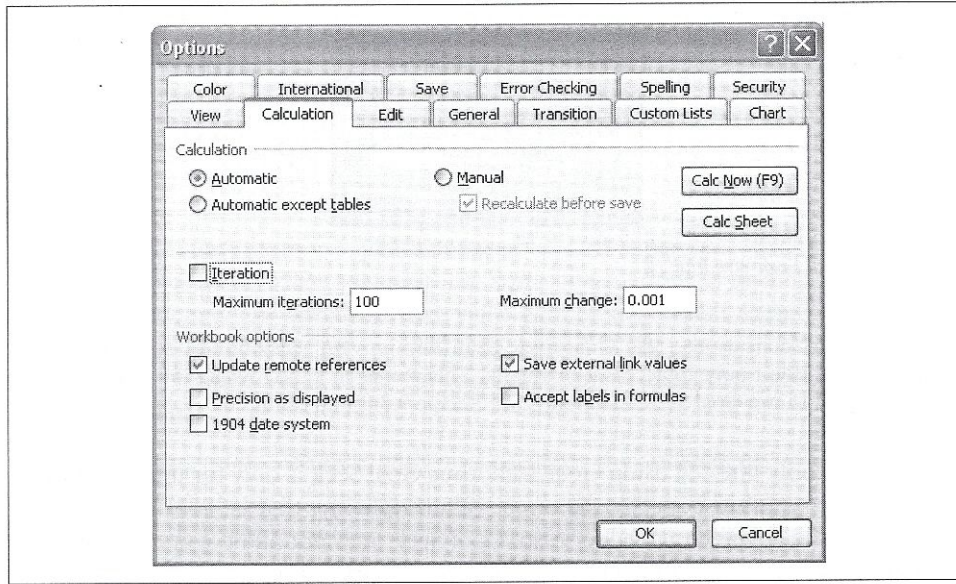 Options
Color International Save Error Checking Spelling Security
View Calculation Edit General Transition Custom Lists Chart
Calculation
Automatic Manual Calc Now (F9)
Automatic except tables Recalculate before save
Calc Sheet
Iteration
Maximum iterations: 100 Maximum change: 0.001
Workbook options
Update remote references Save external link values
Precision as displayed Accept labels in formulas
1904 date system
OK Cancel